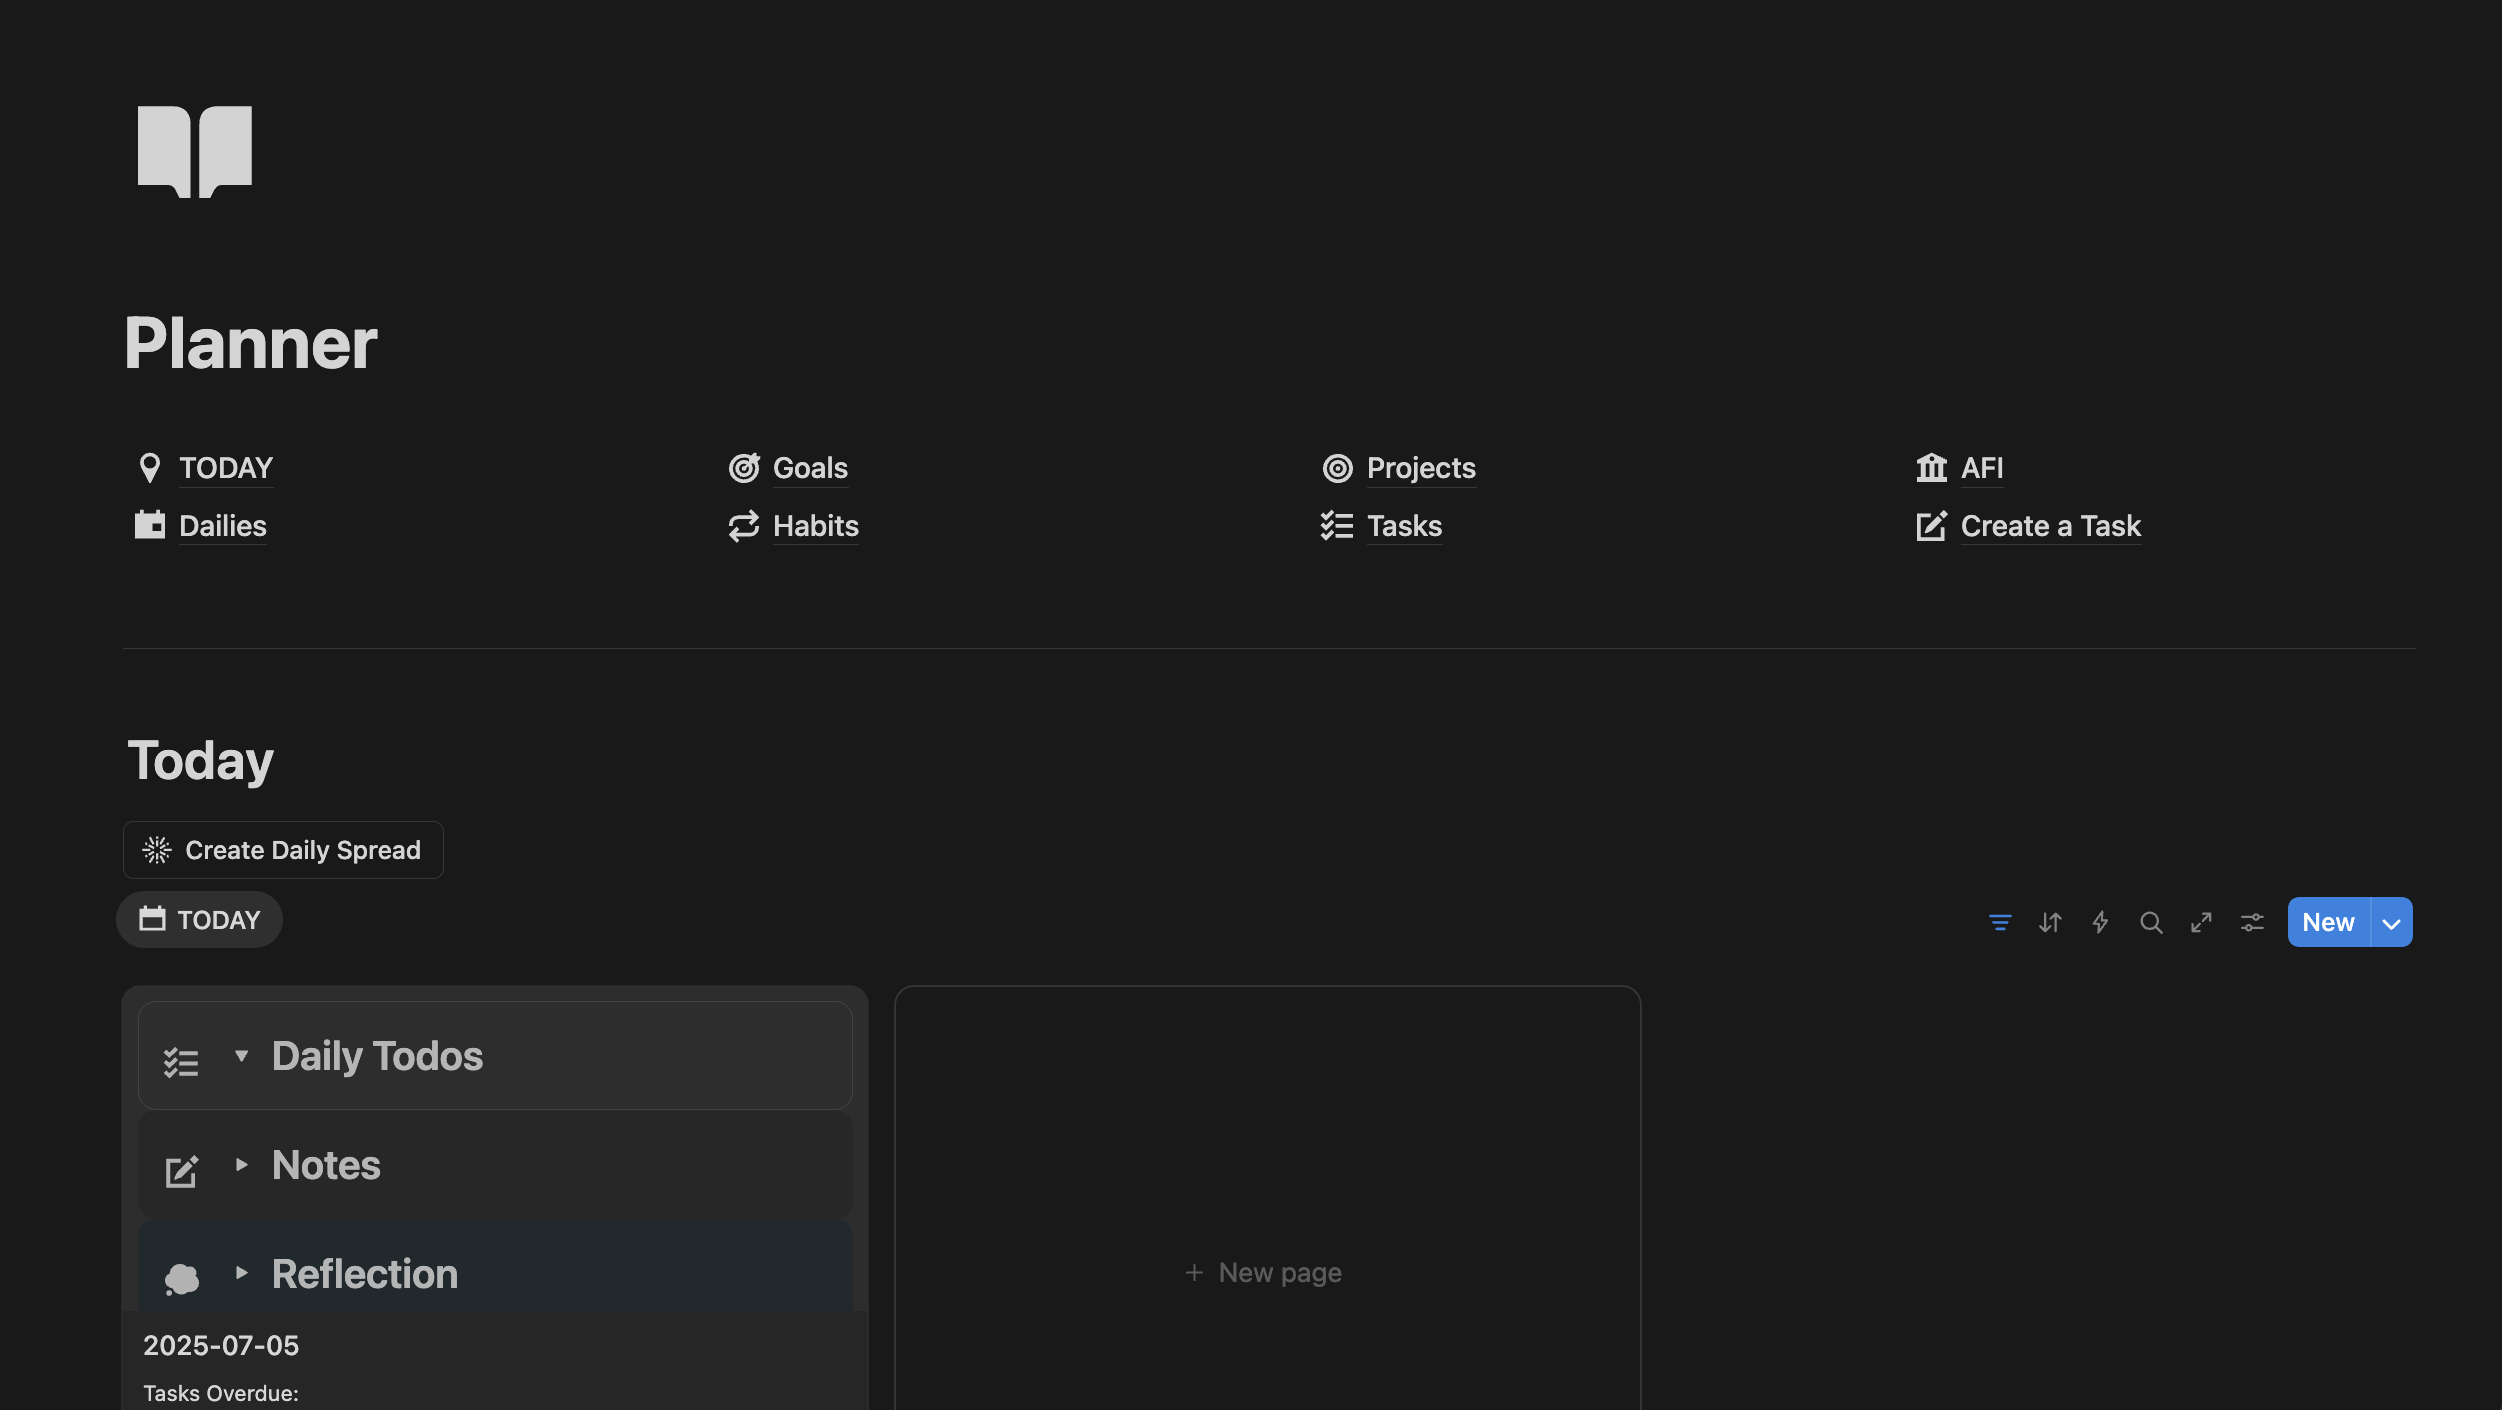 Planner
TODAY
Goals
Projects
AFI
Dailies
Habits
Tasks
Create a Task
Today
Create Daily Spread
TODAY
New
Daily Todos
Notes
Reflection
New page
2025-07-05
Tasks Overdue: